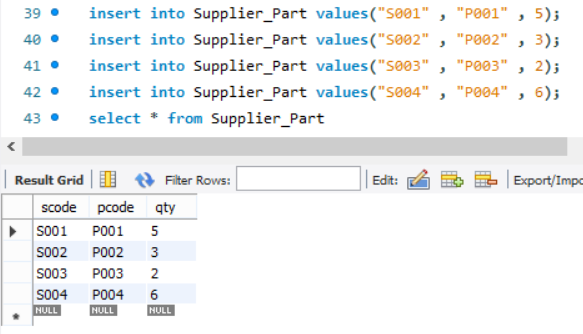 39 insert into Supplier_Part values("S001" , "P001" , 5);
40 insert into Supplier_Part values("S002" , "P002" , 3);
41 insert into Supplier_Part values("S003" , "P003" , 2);
42 insert into Supplier_Part values("S004" , "P004" , 6);
43 select * from Supplier_Part
Result Grid Filter Rows: Edit: Export/Impo
scode pcode qty
S001 P001 5
S002 P002 3
S003 P003 2
S004 P004 6
NULL NULL NULL